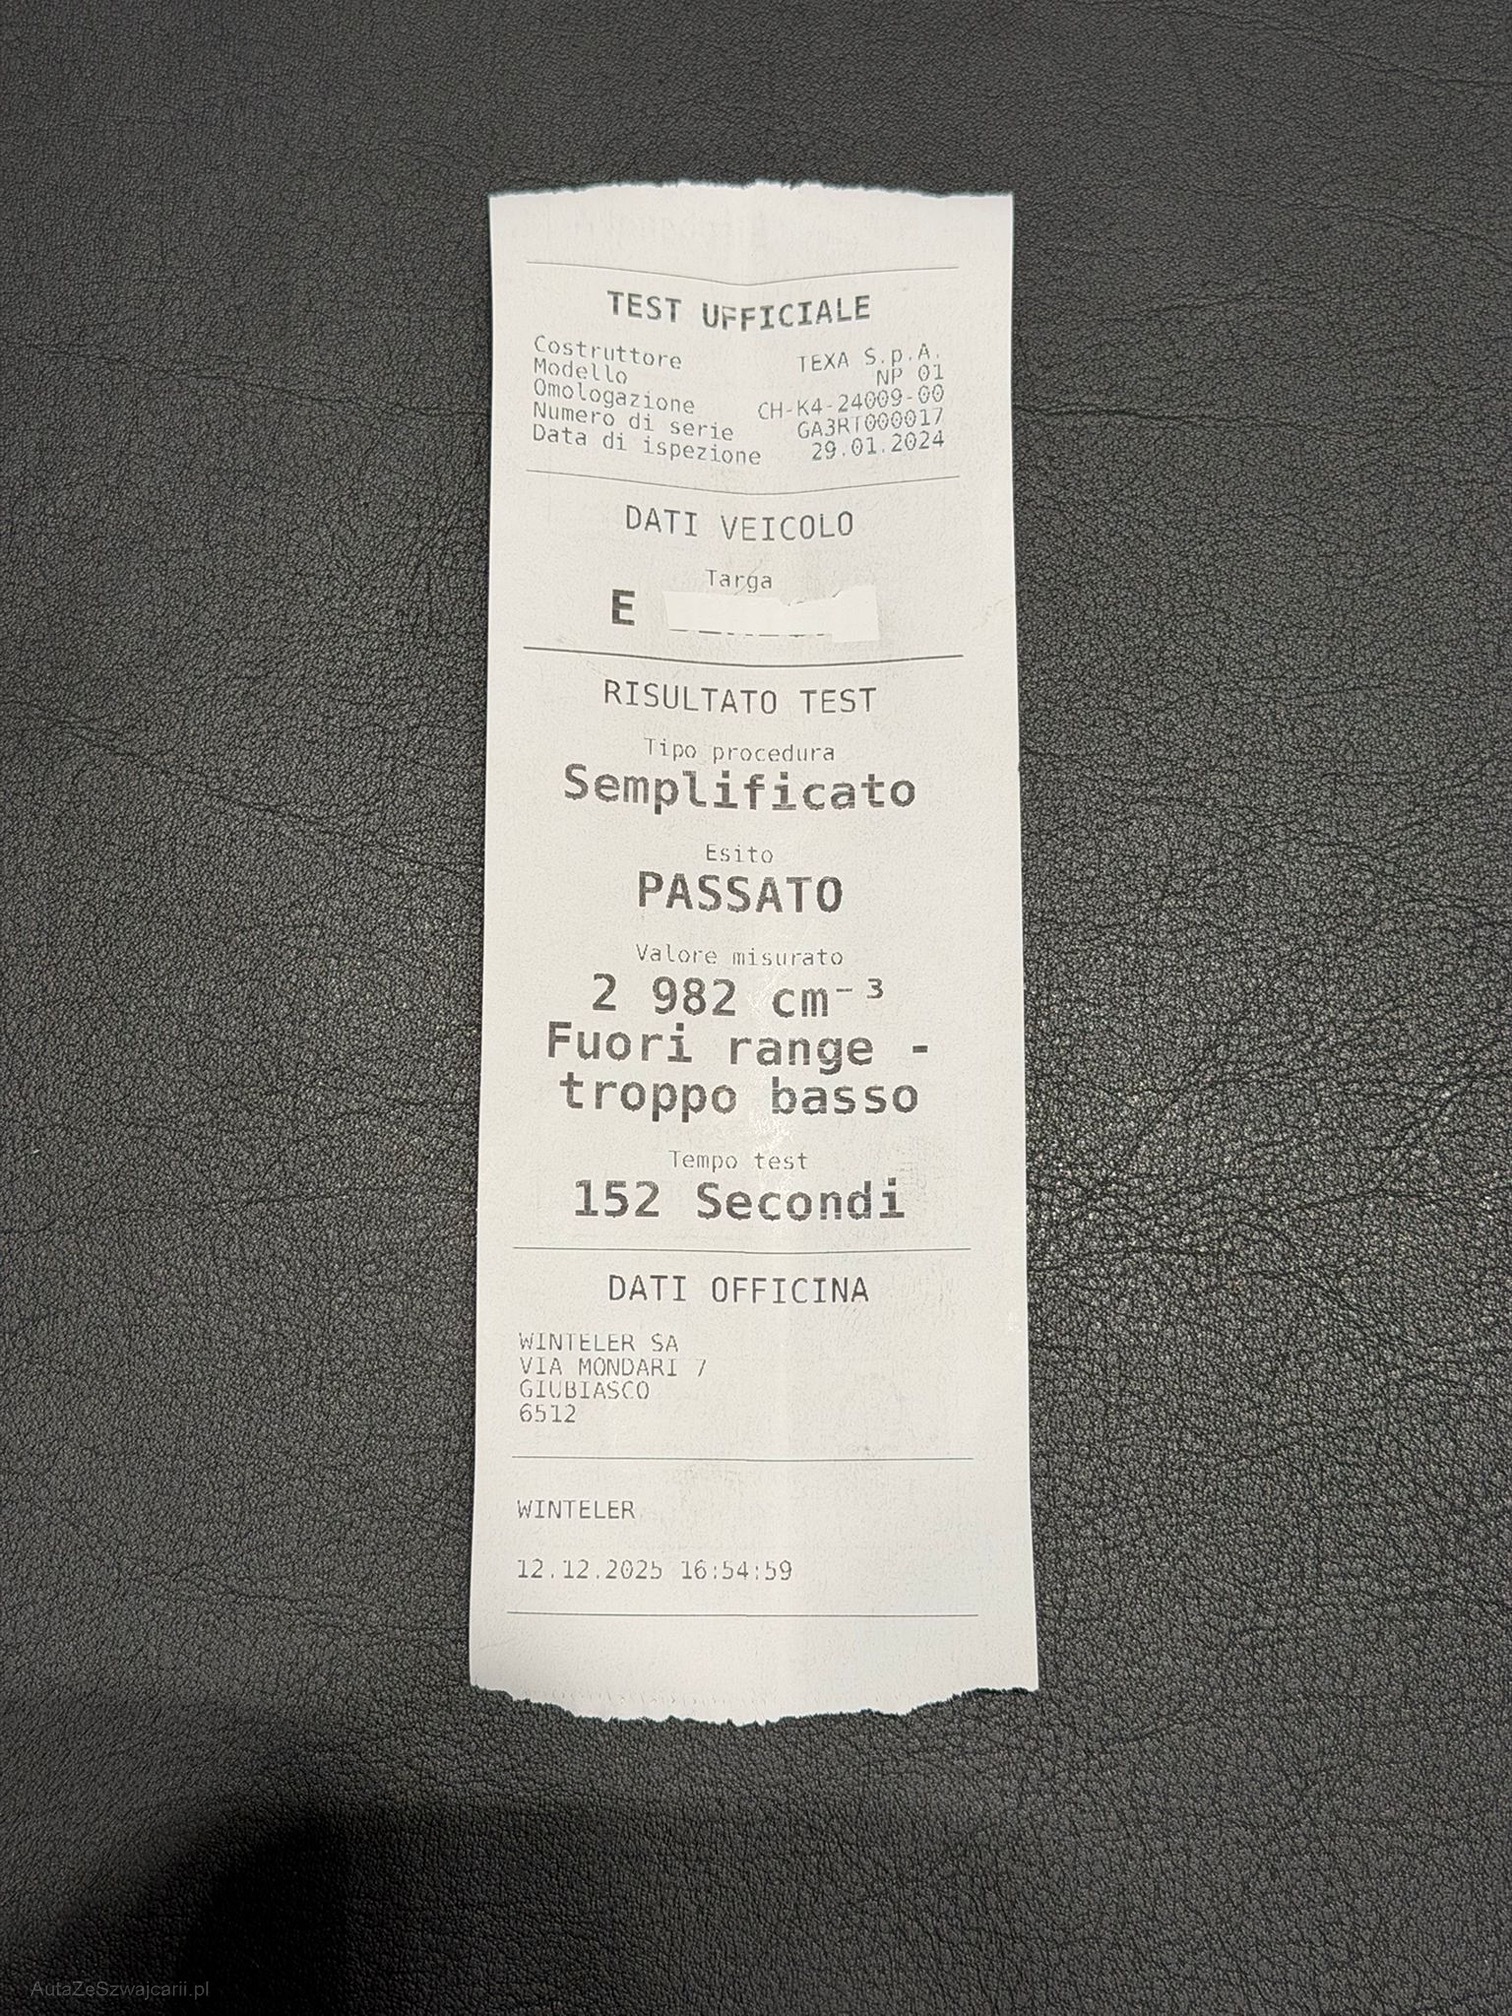 TEST UFFICIALE
Costruttore TEXA S.p.A.
Modello NP 01
Omologazione CH-K4-24009-00
Numero di serie GA3RT000017
Data di ispezione 29.01.2024
DATI VEICOLO
Targa
E
RISULTATO TEST
Tipo procedura
Semplificato
Esito
PASSATO
Valore misurato
2 982 cm⁻³
Fuori range -
troppo basso
Tempo test
152 Secondi
DATI OFFICINA
WINTELER SA
VIA MONDARI 7
GIUBIASCO
6512
WINTELER
12.12.2025 16:54:59
AutaZeSzwajcarii.pl